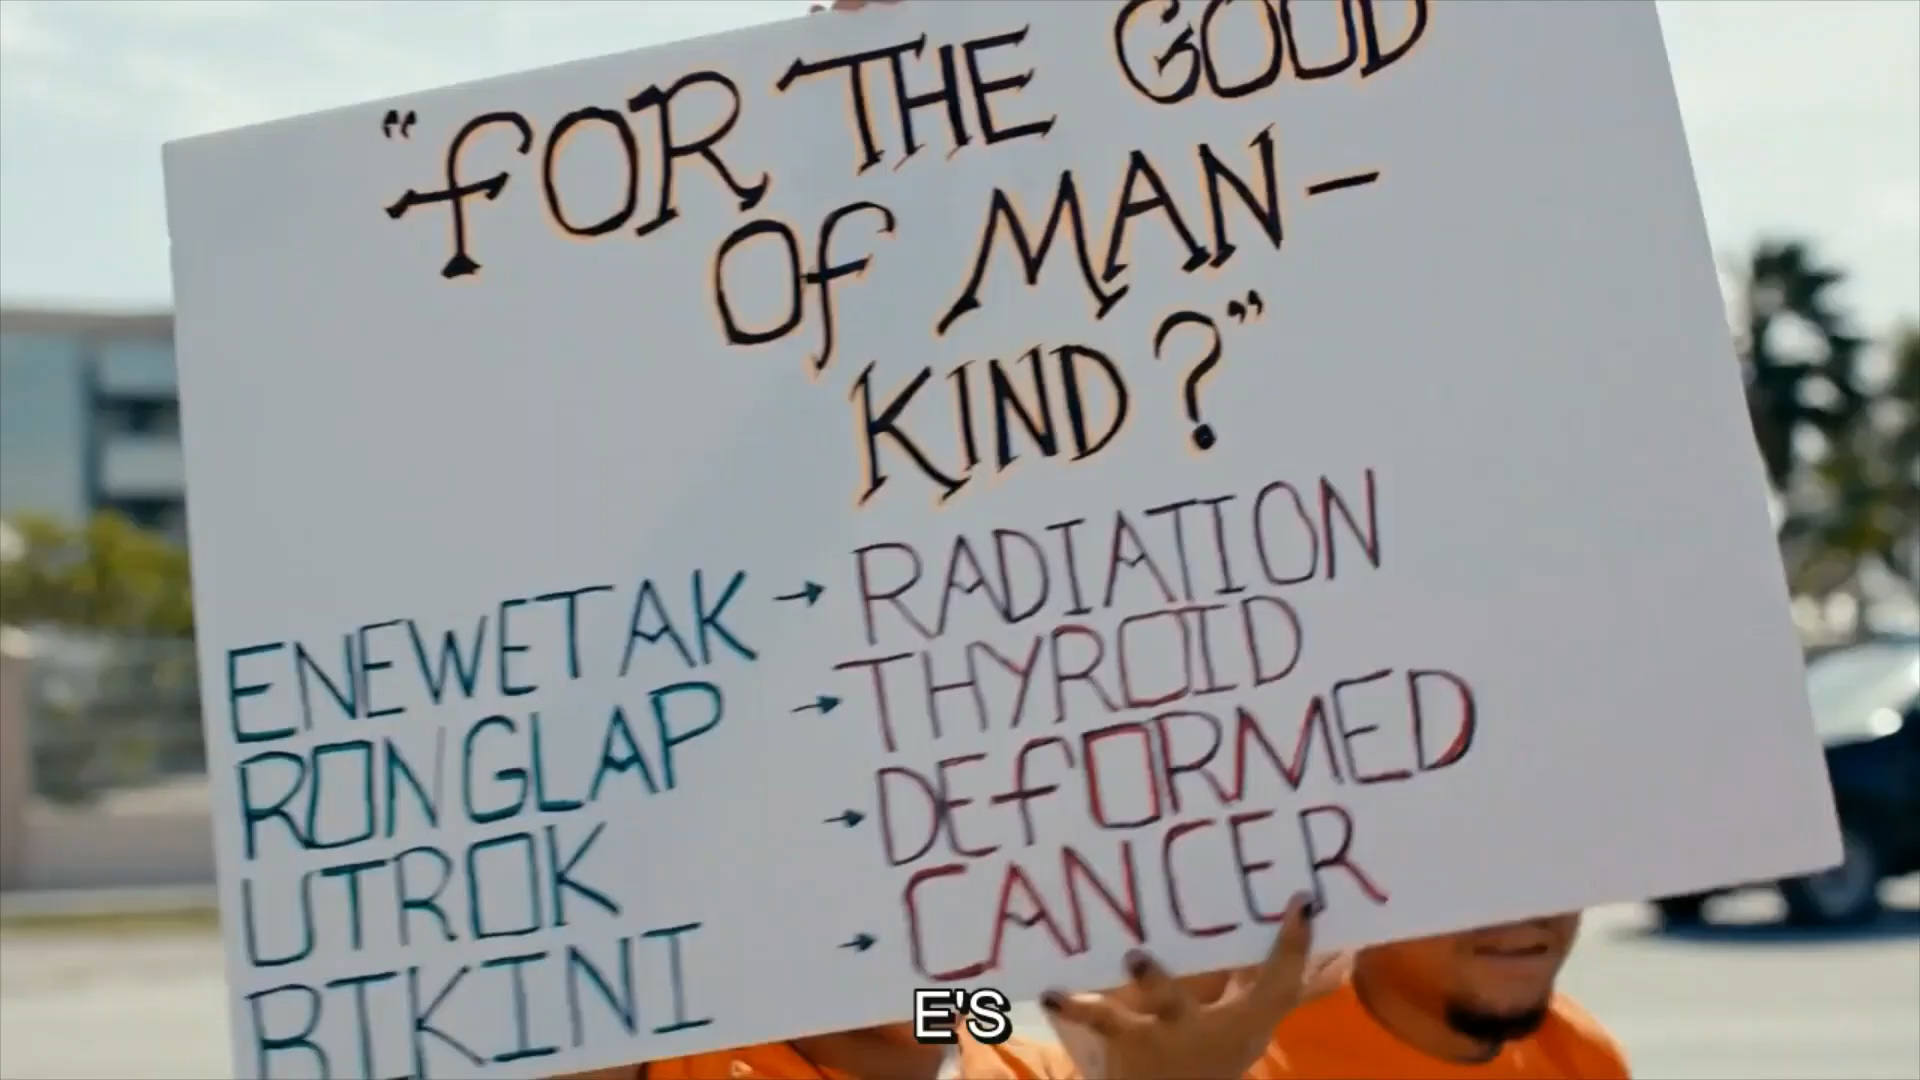 "FOR THE GOOD
OF MAN-
KIND?"
ENEWETAK → RADIATION
RONGLAP → THYROID
UTROK → DEFORMED
BIKINI → CANCER
E'S